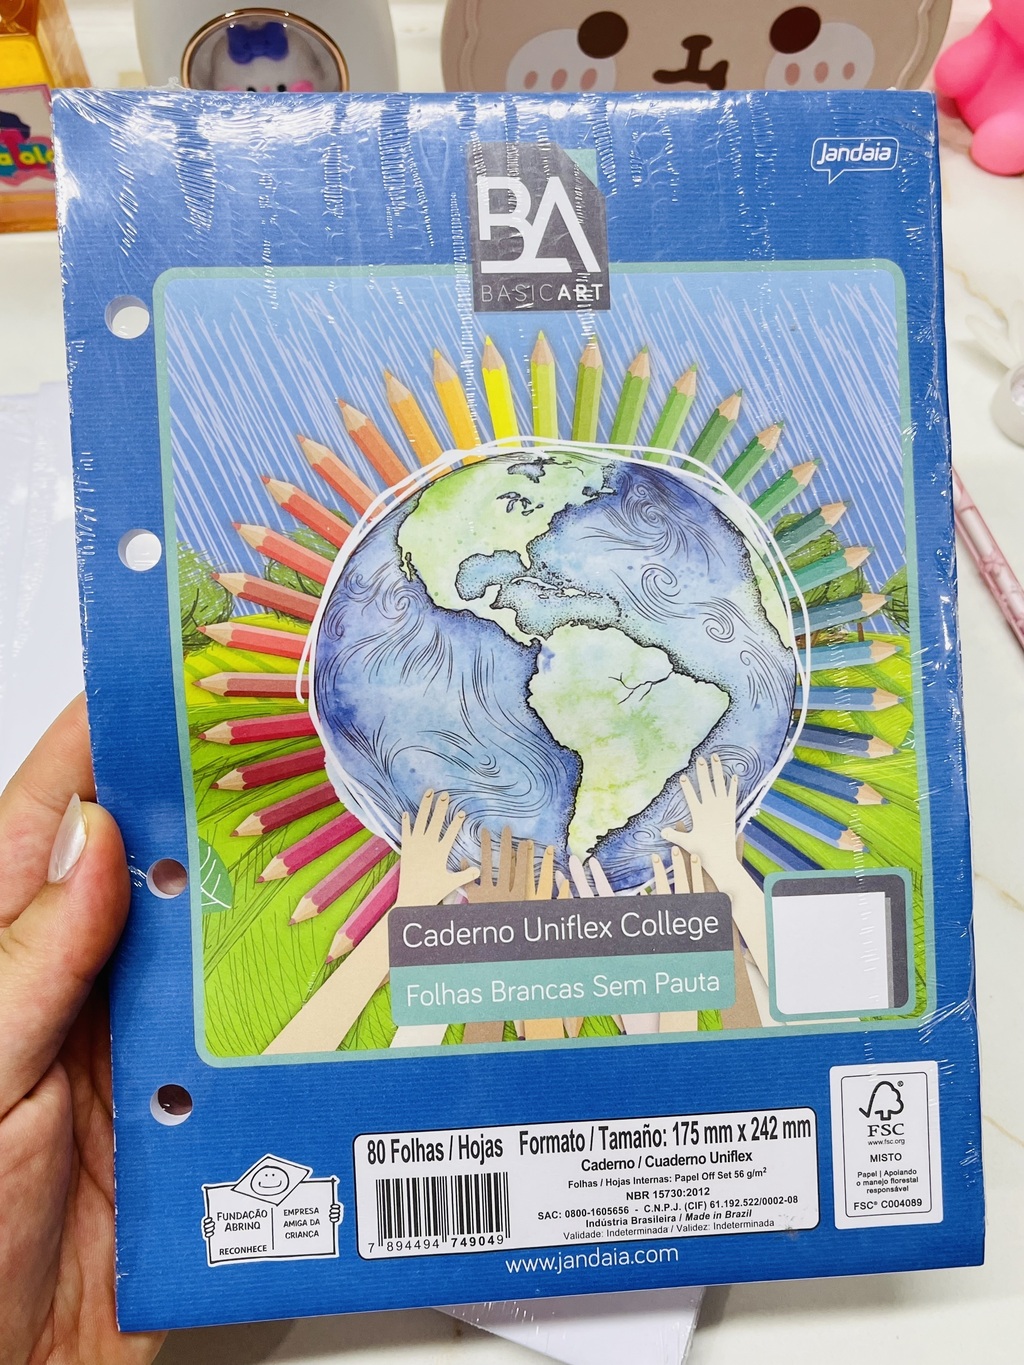 Jandaia
BA
BASICART
Caderno Uniflex College
Folhas Brancas Sem Pauta
80 Folhas / Hojas Formato / Tamaño: 175 mm x 242 mm
Caderno / Cuaderno Uniflex
Folhas / Hojas Internas: Papel Off Set 56 g/m²
NBR 15730:2012
SAC: 0800-1605656 - C.N.P.J. (CIF) 61.192.522/0002-08
Indústria Brasileira / Made in Brazil
Validade: Indeterminada / Validez: Indeterminada
7 894494 749049
www.jandaia.com
FUNDAÇÃO
ABRINQ
RECONHECE
EMPRESA
AMIGA DA
CRIANÇA
FSC
www.fsc.org
MISTO
Papel | Apoiando
o manejo florestal
responsável
FSC® C004089